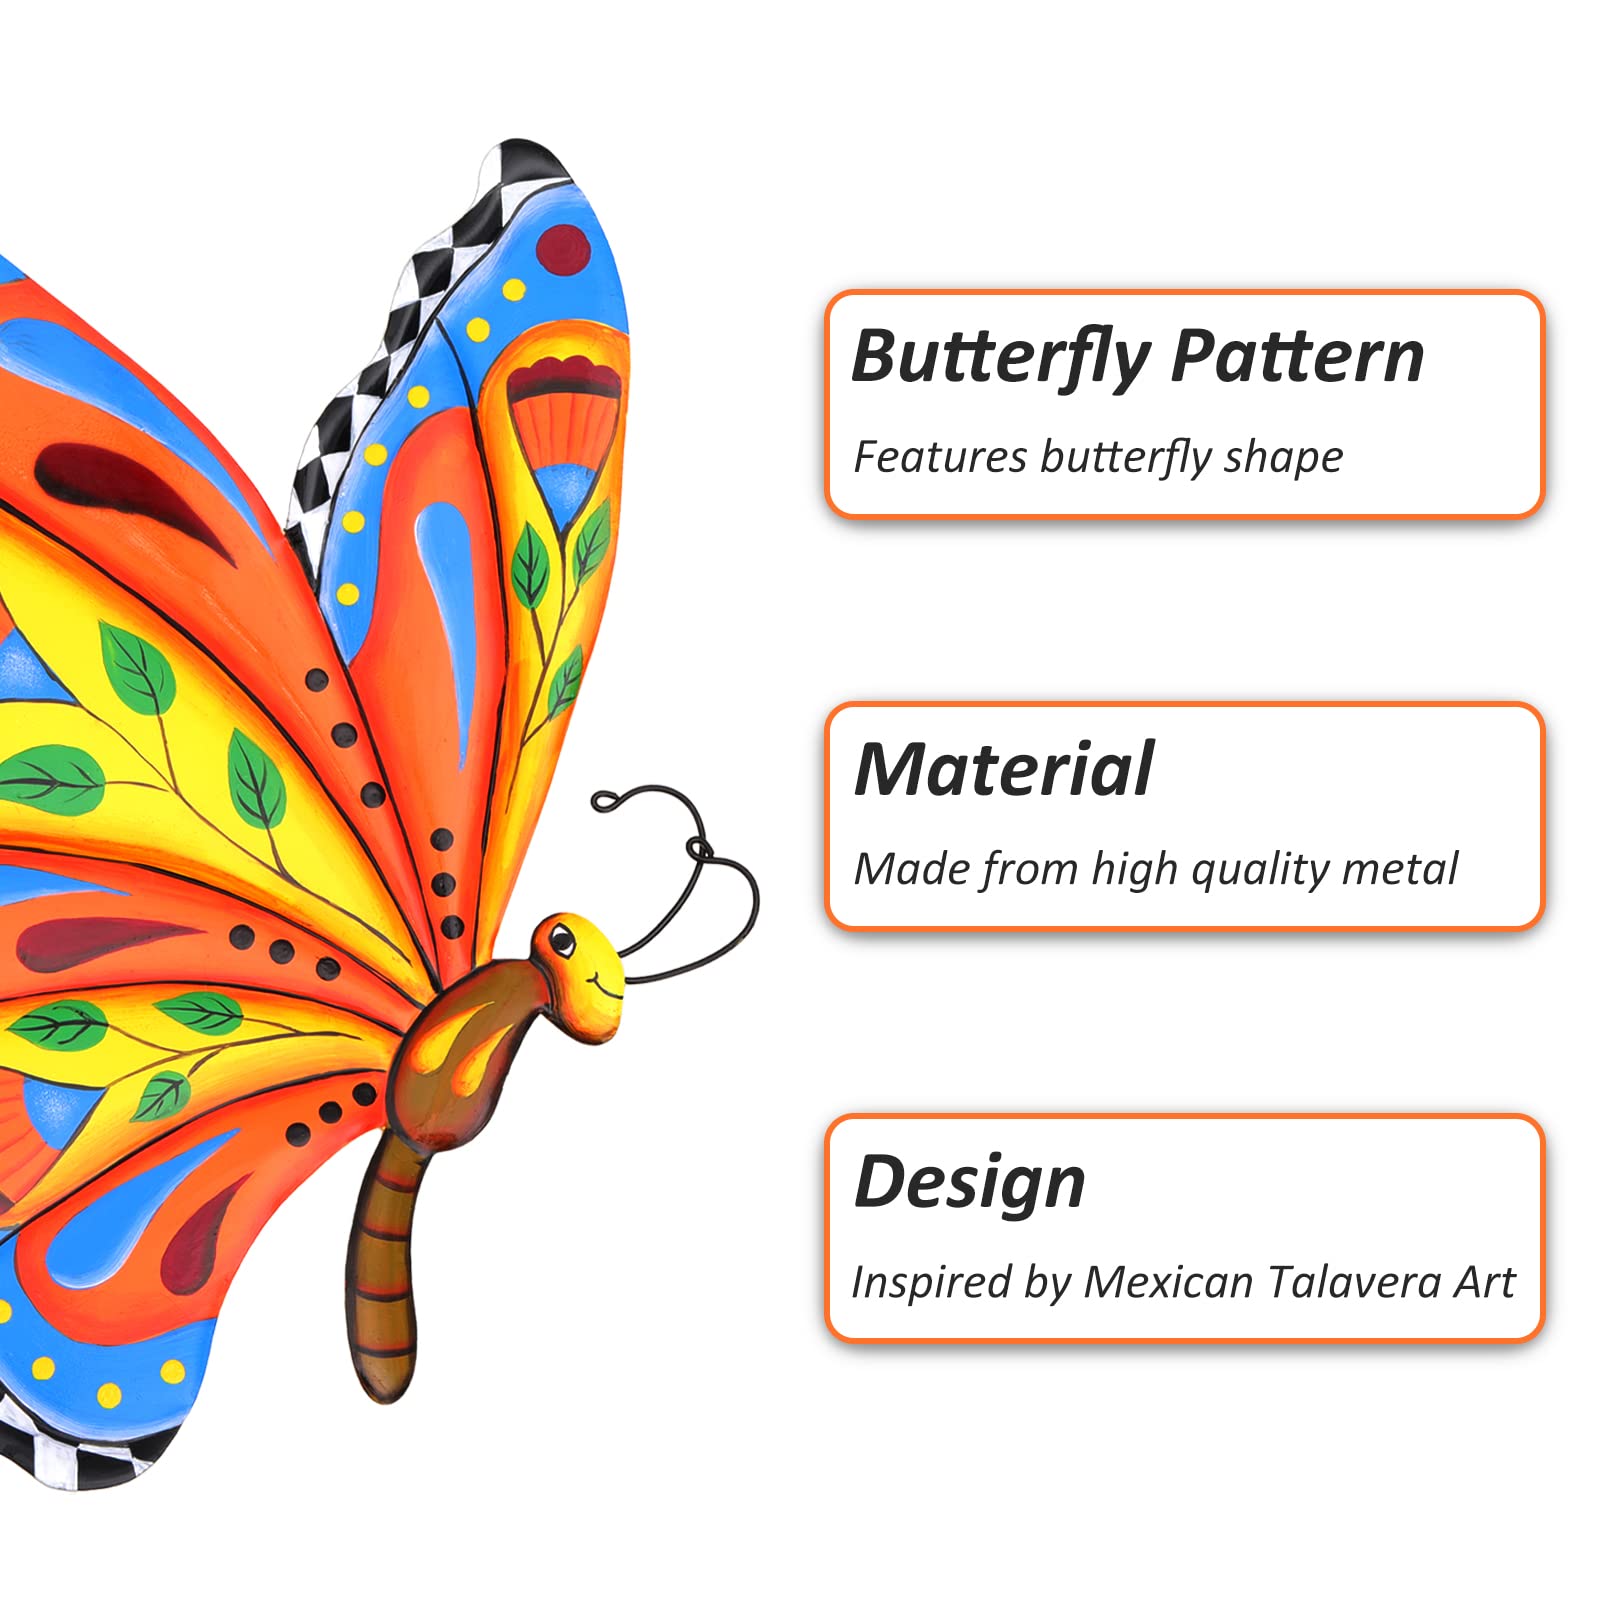 Butterfly Pattern
Features butterfly shape
Material
Made from high quality metal
Design
Inspired by Mexican Talavera Art